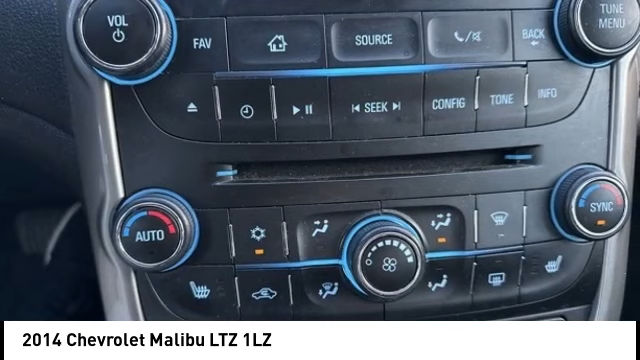 VOL
FAV
SOURCE
BACK
TUNE
MENU
SEEK
CONFIG
TONE
INFO
AUTO
SYNC
2014 Chevrolet Malibu LTZ 1LZ